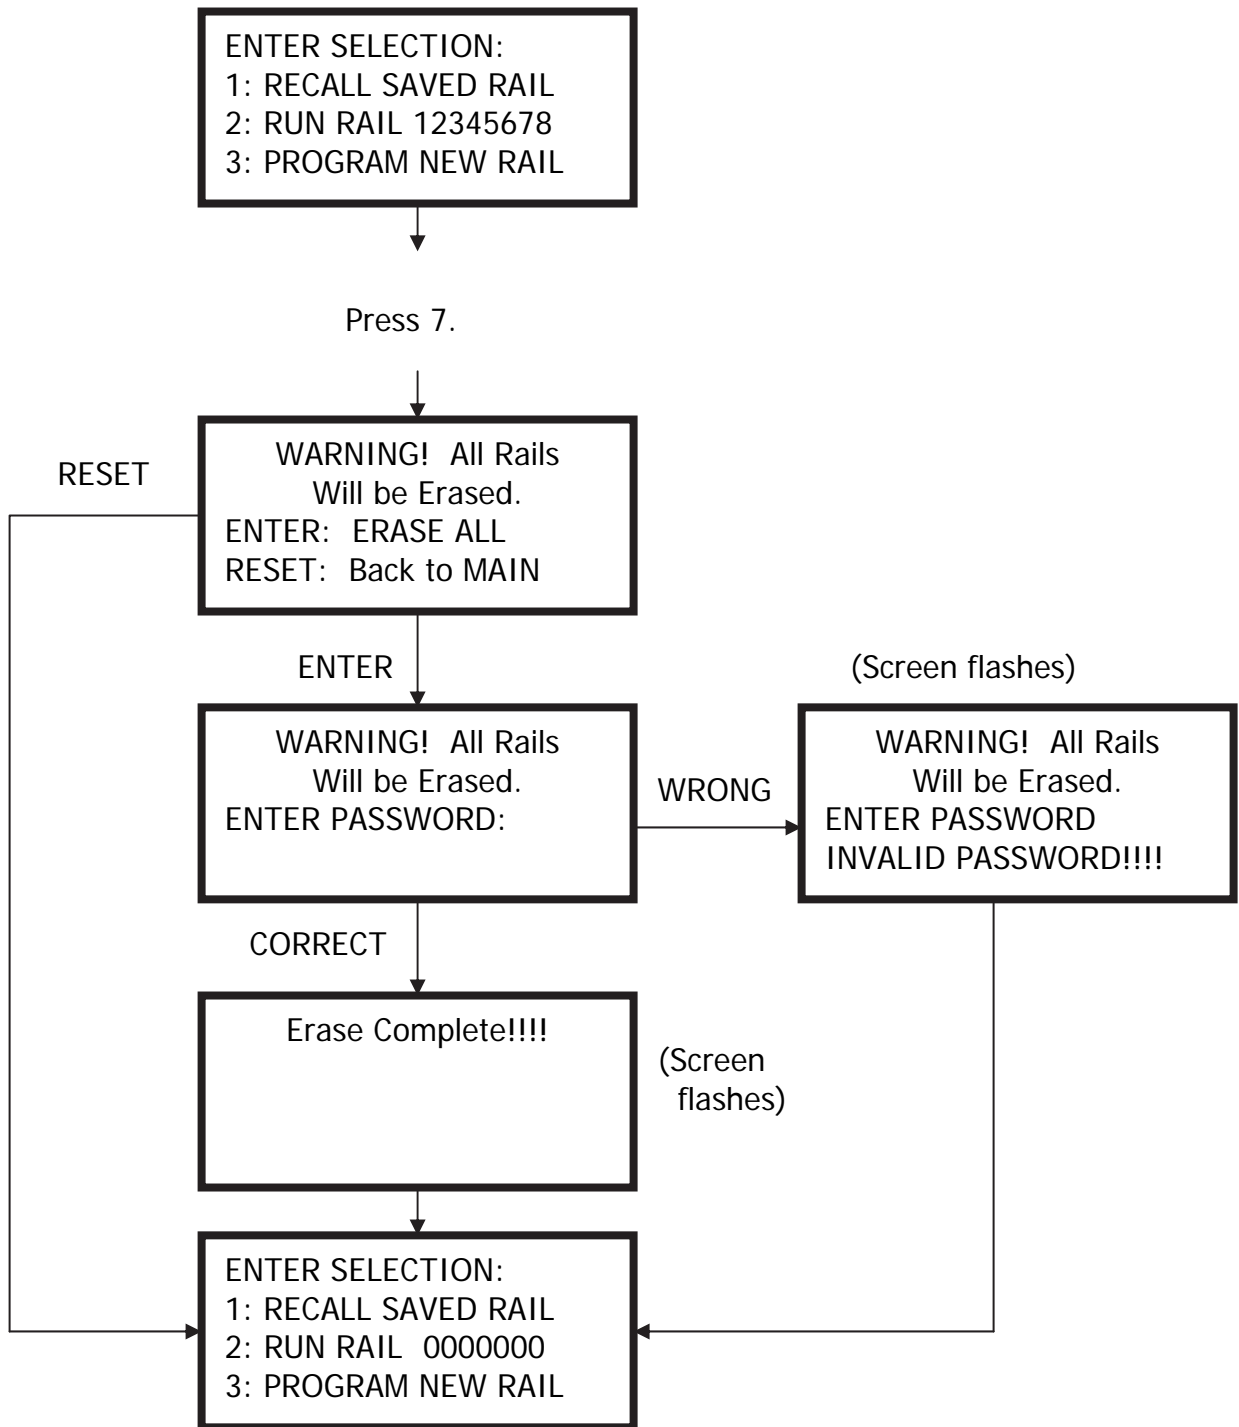 ENTER SELECTION:
1: RECALL SAVED RAIL
2: RUN RAIL 12345678
3: PROGRAM NEW RAIL
Press 7.
RESET
WARNING! All Rails
Will be Erased.
ENTER: ERASE ALL
RESET: Back to MAIN
ENTER
(Screen flashes)
WARNING! All Rails
Will be Erased.
ENTER PASSWORD:
WRONG
WARNING! All Rails
Will be Erased.
ENTER PASSWORD
INVALID PASSWORD!!!!
CORRECT
Erase Complete!!!!
(Screen
flashes)
ENTER SELECTION:
1: RECALL SAVED RAIL
2: RUN RAIL 0000000
3: PROGRAM NEW RAIL